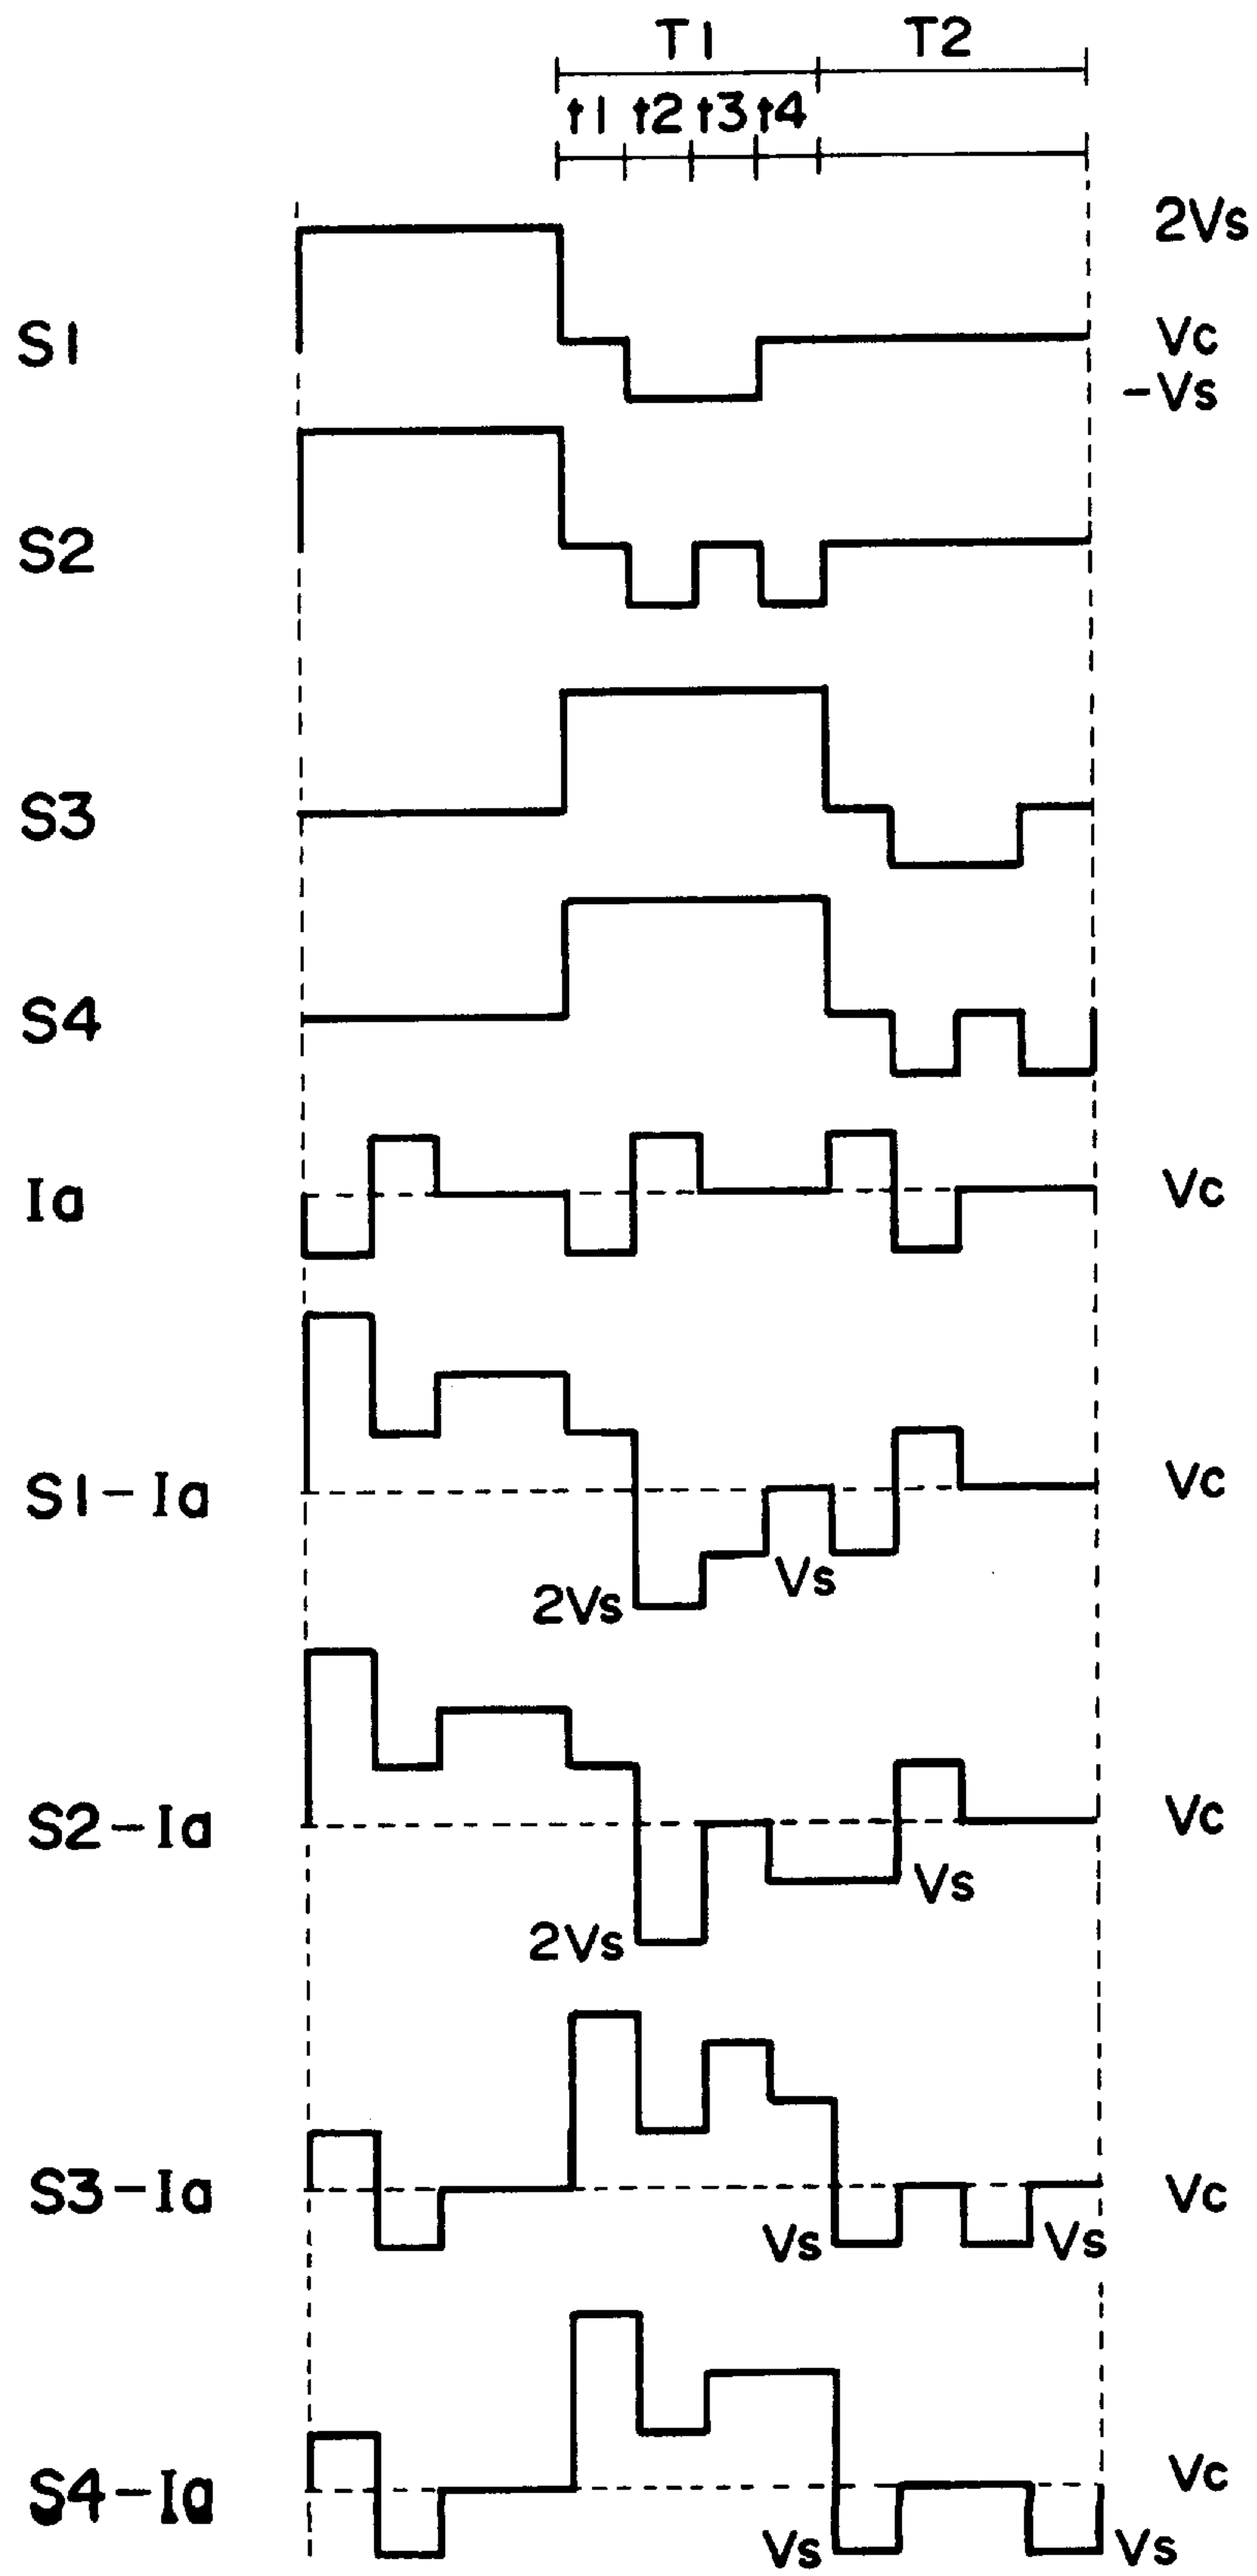 T1 T2
t1 t2 t3 t4
2Vs
S1 Vc
-Vs
S2
S3
S4
Ia Vc
S1-Ia Vc
2Vs Vs
S2-Ia Vc
2Vs Vs
S3-Ia Vc
Vs Vs
S4-Ia Vc
Vs Vs